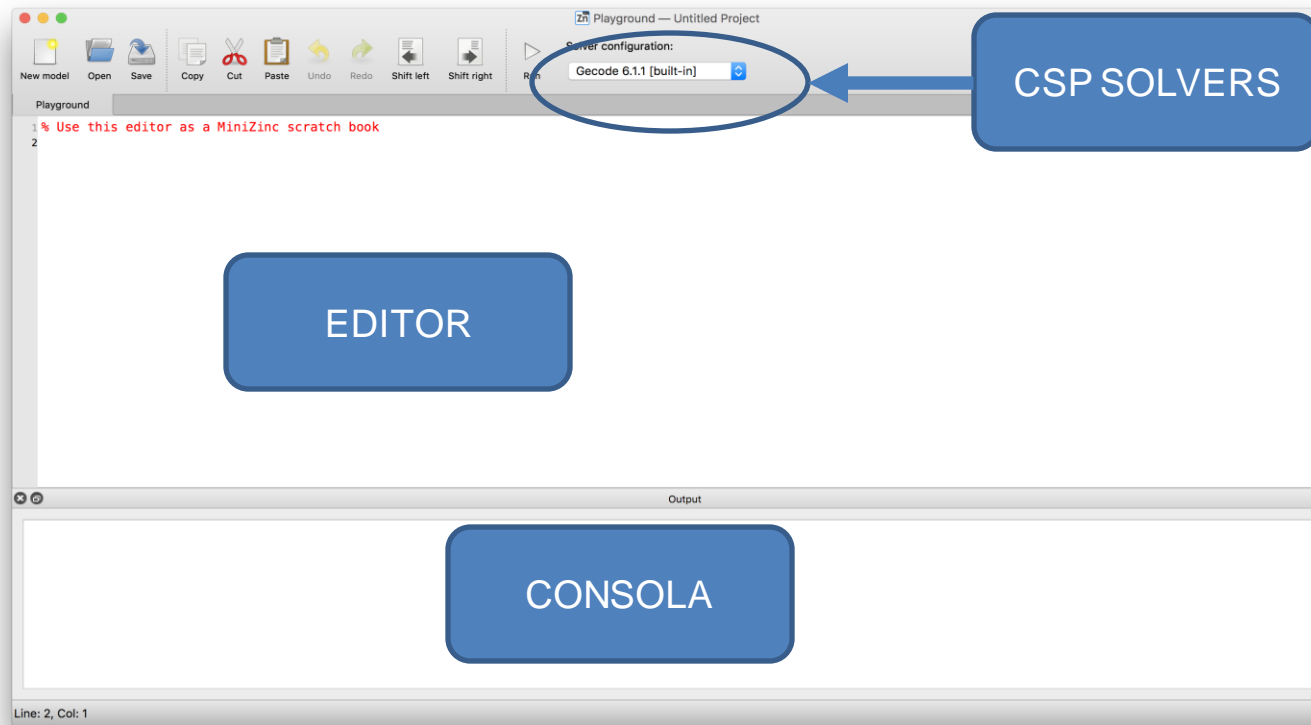 Playground — Untitled Project
Solver configuration:
New model Open Save Copy Cut Paste Undo Redo Shift left Shift right Run
Gecode 6.1.1 [built-in]
CSP SOLVERS
Playground
1 % Use this editor as a MiniZinc scratch book
2
EDITOR
Output
CONSOLA
Line: 2, Col: 1